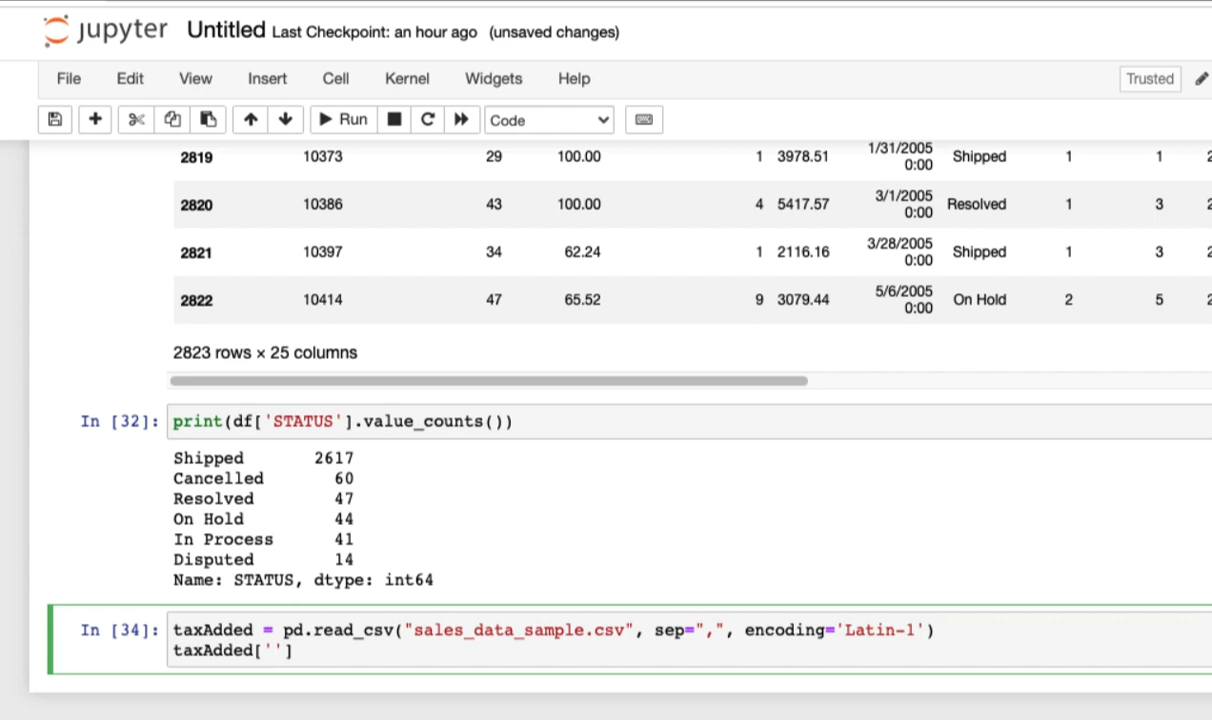 jupyter Untitled Last Checkpoint: an hour ago (unsaved changes)
File Edit View Insert Cell Kernel Widgets Help Trusted
Run Code
2819 10373 29 100.00 1 3978.51 1/31/2005 0:00 Shipped 1 1 2
2820 10386 43 100.00 4 5417.57 3/1/2005 0:00 Resolved 1 3 2
2821 10397 34 62.24 1 2116.16 3/28/2005 0:00 Shipped 1 3 2
2822 10414 47 65.52 9 3079.44 5/6/2005 0:00 On Hold 2 5 2
2823 rows × 25 columns
In [32]: print(df['STATUS'].value_counts())
Shipped 2617
Cancelled 60
Resolved 47
On Hold 44
In Process 41
Disputed 14
Name: STATUS, dtype: int64
In [34]: taxAdded = pd.read_csv("sales_data_sample.csv", sep=",", encoding='Latin-1')
taxAdded['']